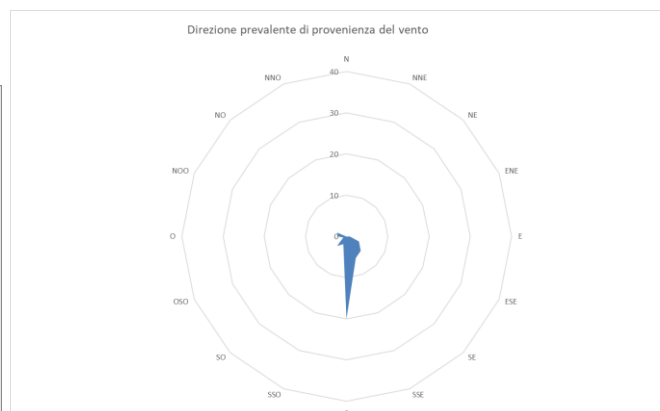 Direzione prevalente di provenienza del vento
N
NNO
NNE
40
NO
NE
30
NOO
ENE
20
10
O
0
E
OSO
ESE
SO
SE
SSO
SSE